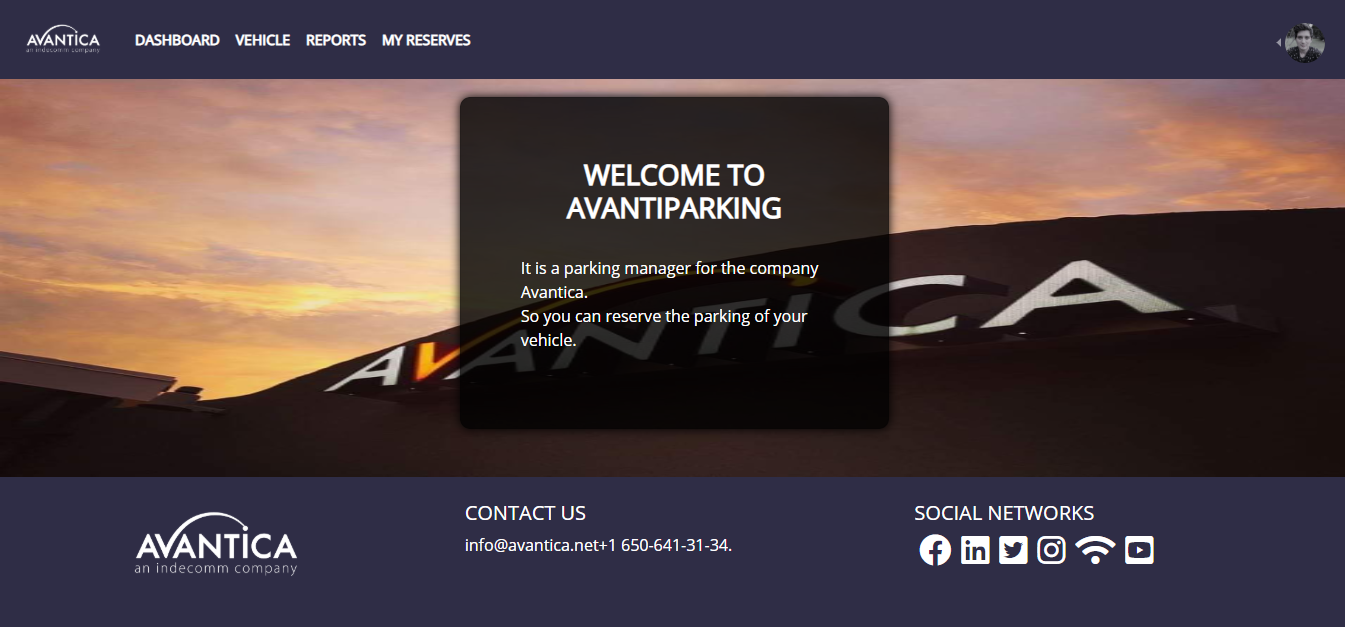 AVANTICA
an indecomm company
DASHBOARD VEHICLE REPORTS MY RESERVES
WELCOME TO
AVANTIPARKING
It is a parking manager for the company
Avantica.
So you can reserve the parking of your
vehicle.
AVANTICA
AVANTICA
an indecomm company
CONTACT US
info@avantica.net+1 650-641-31-34.
SOCIAL NETWORKS